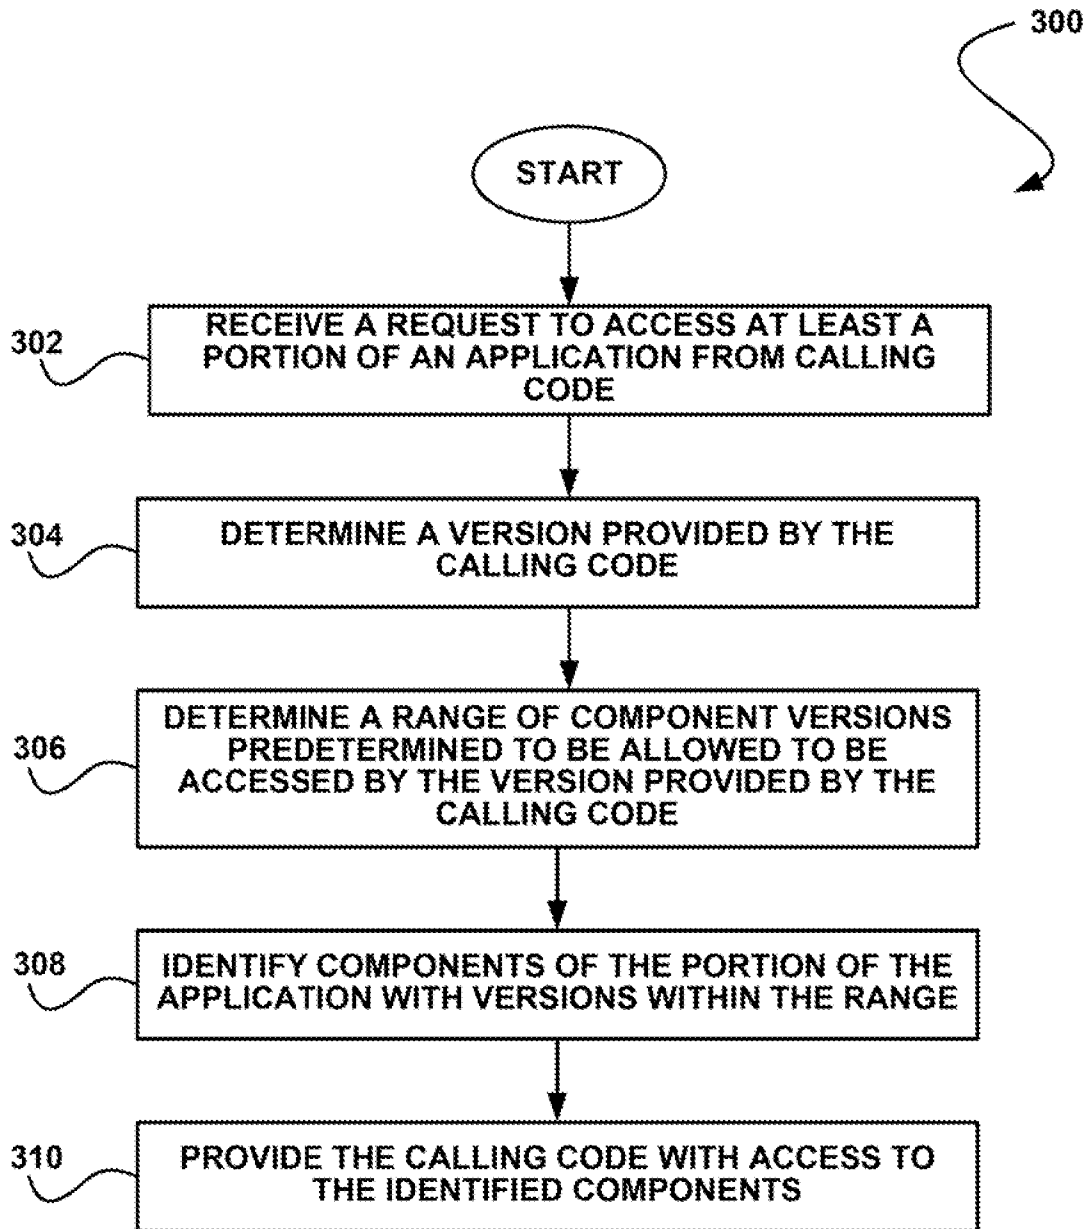 300
START
302
RECEIVE A REQUEST TO ACCESS AT LEAST A
PORTION OF AN APPLICATION FROM CALLING
CODE
304
DETERMINE A VERSION PROVIDED BY THE
CALLING CODE
306
DETERMINE A RANGE OF COMPONENT VERSIONS
PREDETERMINED TO BE ALLOWED TO BE
ACCESSED BY THE VERSION PROVIDED BY THE
CALLING CODE
308
IDENTIFY COMPONENTS OF THE PORTION OF THE
APPLICATION WITH VERSIONS WITHIN THE RANGE
310
PROVIDE THE CALLING CODE WITH ACCESS TO
THE IDENTIFIED COMPONENTS